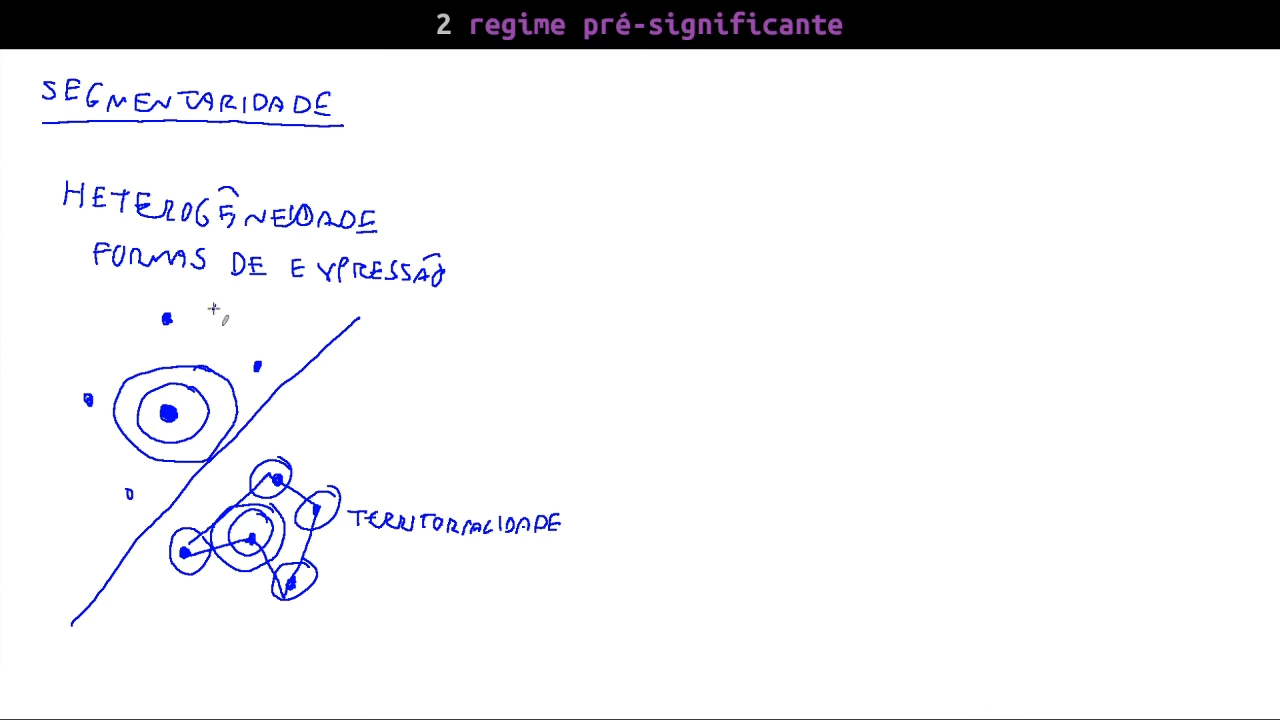 2 regime pré-significante
SEGMENTARIDADE
HETEROGÊNEIDADE
FORMAS DE EXPRESSÃO
TERRITORIALIDADE